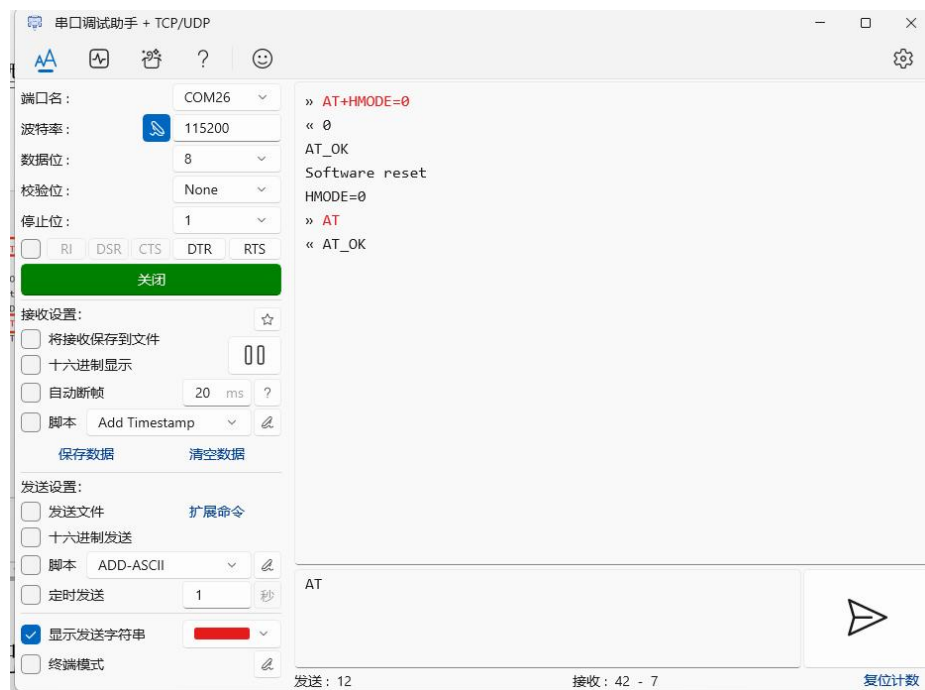 串口调试助手 + TCP/UDP
端口名:
COM26
波特率:
115200
数据位:
8
校验位:
None
停止位:
1
RI DSR CTS DTR RTS
关闭
接收设置:
将接收保存到文件
十六进制显示
自动断帧
20 ms ?
脚本 Add Timestamp
保存数据 清空数据
发送设置:
发送文件 扩展命令
十六进制发送
脚本 ADD-ASCII
定时发送 1 秒
显示发送字符串
终端模式
» AT+HMODE=0
« 0
AT_OK
Software reset
HMODE=0
» AT
« AT_OK
AT
发送: 12 接收: 42 - 7 复位计数